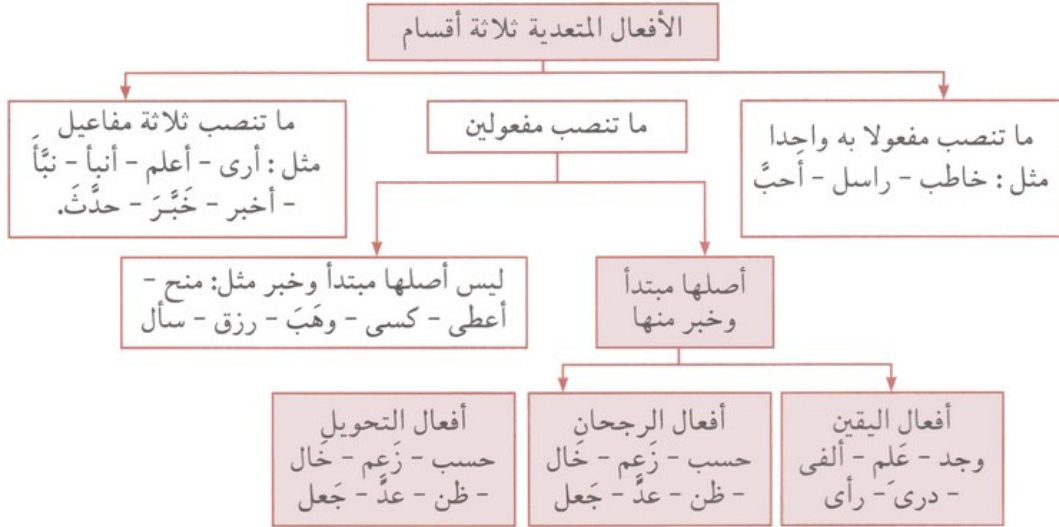 الأفعال المتعدية ثلاثة أقسام
ما تنصب مفعولا به واحدا
مثل : خاطب - راسل - أحبَّ
ما تنصب مفعولين
ما تنصب ثلاثة مفاعيل
مثل : أرى - أعلم - أنبأ - نبَّأَ
- أخبر - خَبَّـرَ - حدَّثَ.
أصلها مبتدأ
وخبر منها
ليس أصلها مبتدأ وخبر مثل: منح -
أعطى - كسى - وهَبَ - رزق - سأل
أفعال اليقين
وجد - عَلم - ألفى
- درىَ - رأى
أفعال الرجحان
حسب - زَعم - خَال
- ظن - عدَّ - جَعل
أفعال التحويل
حسب - زَعم - خَال
- ظن - عدَّ - جَعل